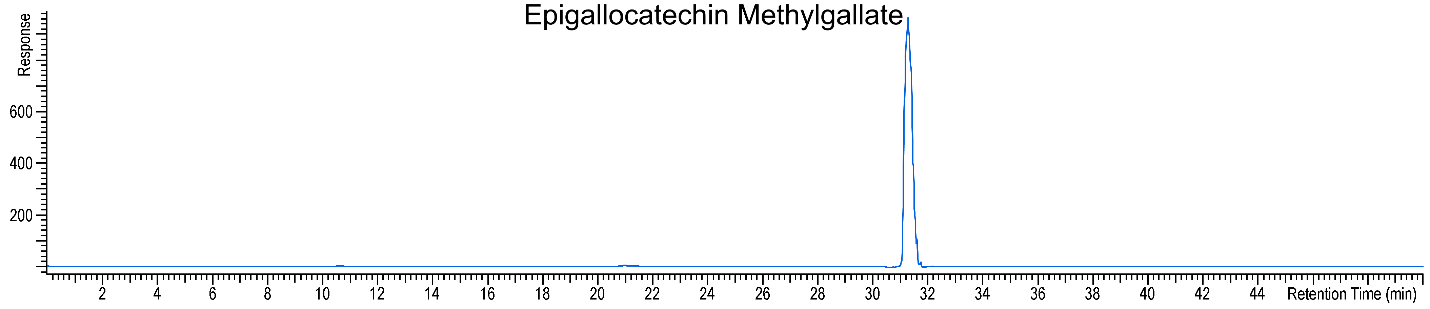 Epigallocatechin Methylgallate
Response
600
400
200
2 4 6 8 10 12 14 16 18 20 22 24 26 28 30 32 34 36 38 40 42 44 Retention Time (min)